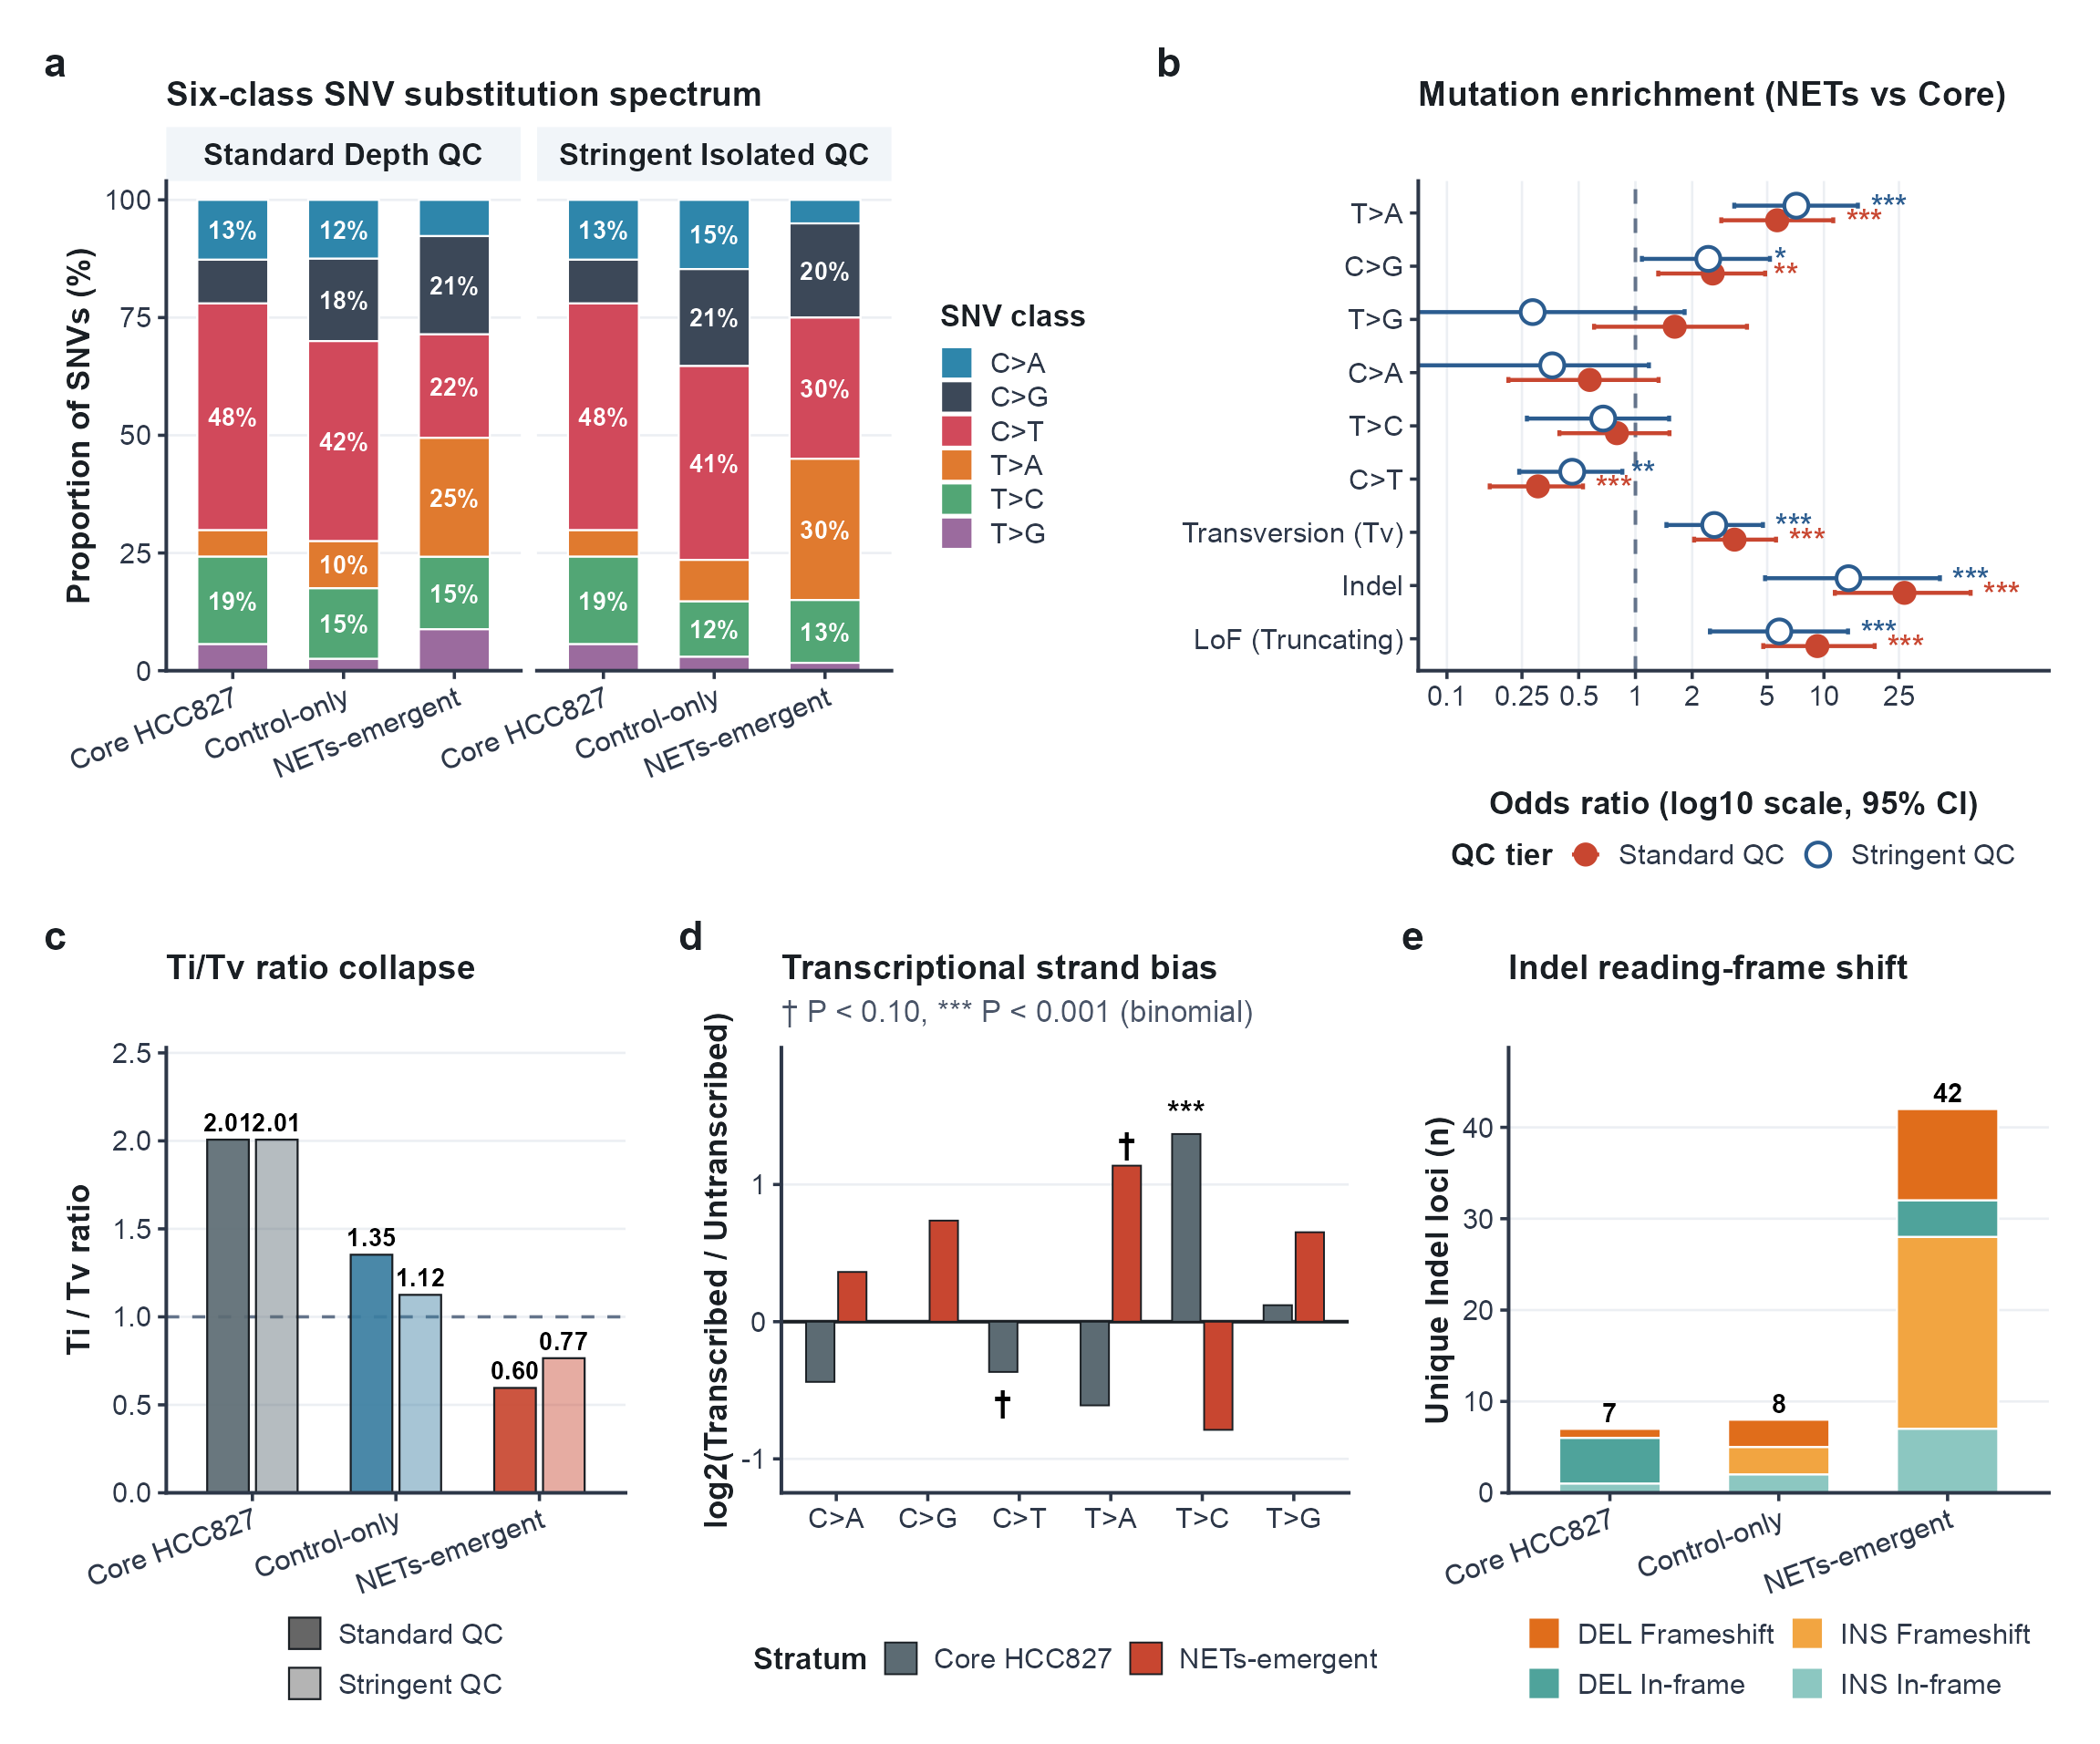 a
Six-class SNV substitution spectrum
Standard Depth QC
Stringent Isolated QC
Proportion of SNVs (%)
100
75
50
25
0
13%
48%
19%
12%
18%
42%
10%
15%
21%
22%
25%
15%
13%
48%
19%
15%
21%
41%
12%
20%
30%
30%
13%
Core HCC827
Control-only
NETs-emergent
Core HCC827
Control-only
NETs-emergent
SNV class
C>A
C>G
C>T
T>A
T>C
T>G
b
Mutation enrichment (NETs vs Core)
T>A
C>G
T>G
C>A
T>C
C>T
Transversion (Tv)
Indel
LoF (Truncating)
***
***
*
**
**
***
***
***
***
***
***
***
0.1
0.25
0.5
1
2
5
10
25
Odds ratio (log10 scale, 95% CI)
QC tier
Standard QC
Stringent QC
c
Ti/Tv ratio collapse
Ti / Tv ratio
2.5
2.0
1.5
1.0
0.5
0.0
2.01
2.01
1.35
1.12
0.60
0.77
Core HCC827
Control-only
NETs-emergent
Standard QC
Stringent QC
d
Transcriptional strand bias
† P < 0.10, *** P < 0.001 (binomial)
log2(Transcribed / Untranscribed)
1
0
-1
†
†
***
C>A
C>G
C>T
T>A
T>C
T>G
Stratum
Core HCC827
NETs-emergent
e
Indel reading-frame shift
Unique Indel loci (n)
40
30
20
10
0
7
8
42
Core HCC827
Control-only
NETs-emergent
DEL Frameshift
INS Frameshift
DEL In-frame
INS In-frame